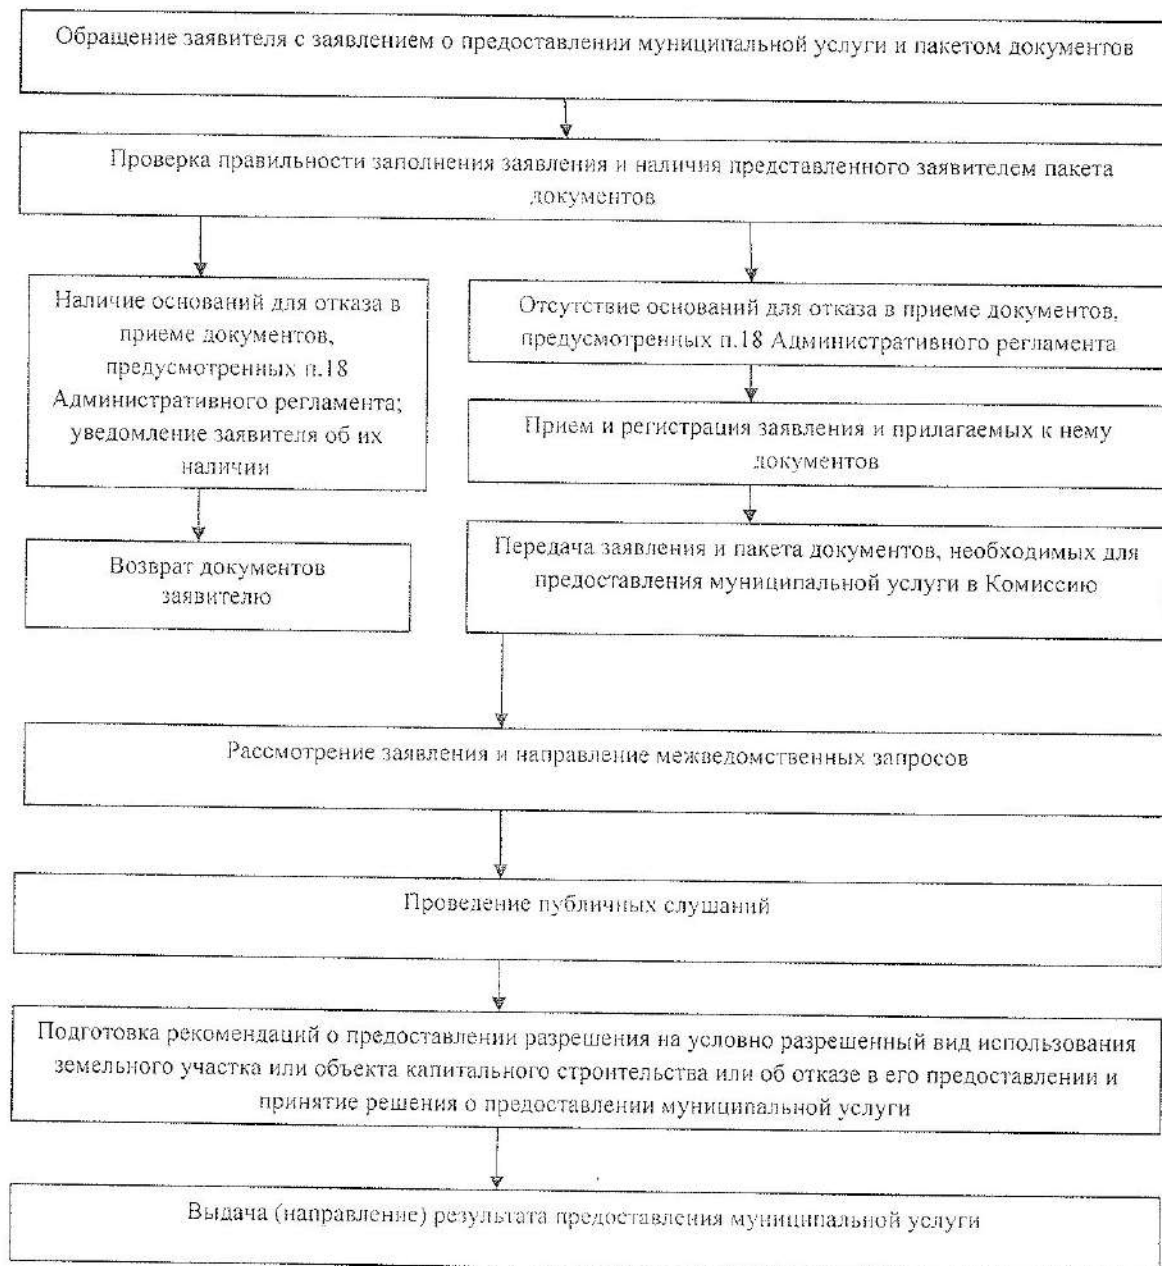 Обращение заявителя с заявлением о предоставлении муниципальной услуги и пакетом документов
Проверка правильности заполнения заявления и наличия представленного заявителем пакета
документов
Наличие оснований для отказа в
приеме документов,
предусмотренных п.18
Административного регламента;
уведомление заявителя об их
наличии
Возврат документов
заявителю
Отсутствие оснований для отказа в приеме документов,
предусмотренных п.18 Административного регламента
Прием и регистрация заявления и прилагаемых к нему
документов
Передача заявления и пакета документов, необходимых для
предоставления муниципальной услуги в Комиссию
Рассмотрение заявления и направление межведомственных запросов
Проведение публичных слушаний
Подготовка рекомендаций о предоставлении разрешения на условно разрешенный вид использования
земельного участка или объекта капитального строительства или об отказе в его предоставлении и
принятие решения о предоставлении муниципальной услуги
Выдача (направление) результата предоставления муниципальной услуги